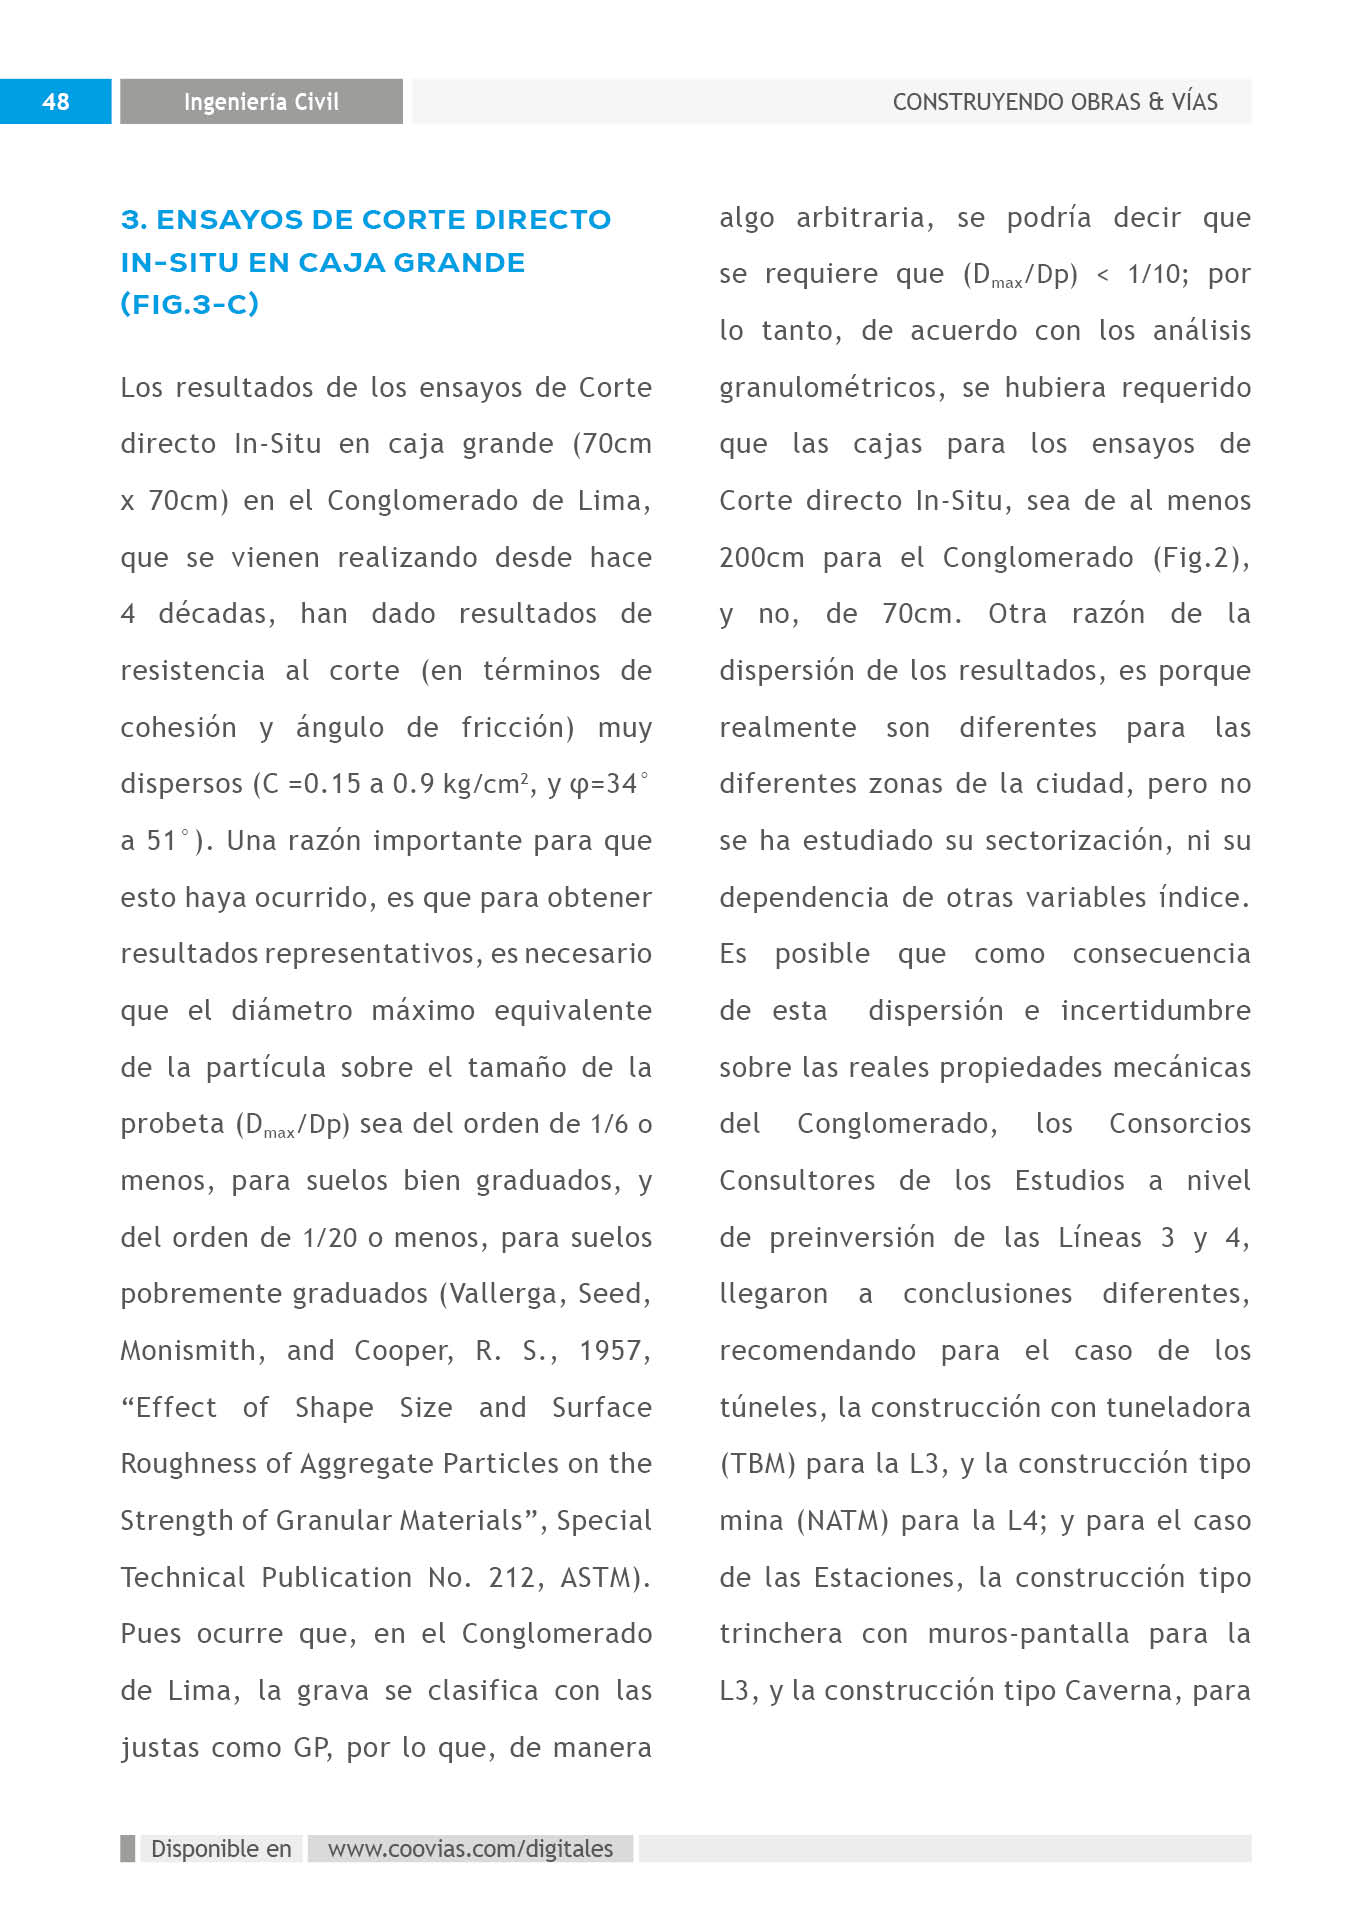 48
Ingeniería Civil
CONSTRUYENDO OBRAS & VÍAS
3. ENSAYOS DE CORTE DIRECTO
IN-SITU EN CAJA GRANDE
(FIG.3-C)
Los resultados de los ensayos de Corte
directo In-Situ en caja grande (70cm
x 70cm) en el Conglomerado de Lima,
que se vienen realizando desde hace
4 décadas, han dado resultados de
resistencia al corte (en términos de
cohesión y ángulo de fricción) muy
dispersos (C =0.15 a 0.9 kg/cm², y φ=34°
a 51°). Una razón importante para que
esto haya ocurrido, es que para obtener
resultados representativos, es necesario
que el diámetro máximo equivalente
de la partícula sobre el tamaño de la
probeta (Dmax/Dp) sea del orden de 1/6 o
menos, para suelos bien graduados, y
del orden de 1/20 o menos, para suelos
pobremente graduados (Vallerga, Seed,
Monismith, and Cooper, R. S., 1957,
“Effect of Shape Size and Surface
Roughness of Aggregate Particles on the
Strength of Granular Materials”, Special
Technical Publication No. 212, ASTM).
Pues ocurre que, en el Conglomerado
de Lima, la grava se clasifica con las
justas como GP, por lo que, de manera
algo arbitraria, se podría decir que
se requiere que (Dmax/Dp) < 1/10; por
lo tanto, de acuerdo con los análisis
granulométricos, se hubiera requerido
que las cajas para los ensayos de
Corte directo In-Situ, sea de al menos
200cm para el Conglomerado (Fig.2),
y no, de 70cm. Otra razón de la
dispersión de los resultados, es porque
realmente son diferentes para las
diferentes zonas de la ciudad, pero no
se ha estudiado su sectorización, ni su
dependencia de otras variables índice.
Es posible que como consecuencia
de esta dispersión e incertidumbre
sobre las reales propiedades mecánicas
del Conglomerado, los Consorcios
Consultores de los Estudios a nivel
de preinversión de las Líneas 3 y 4,
llegaron a conclusiones diferentes,
recomendando para el caso de los
túneles, la construcción con tuneladora
(TBM) para la L3, y la construcción tipo
mina (NATM) para la L4; y para el caso
de las Estaciones, la construcción tipo
trinchera con muros-pantalla para la
L3, y la construcción tipo Caverna, para
Disponible en
www.coovias.com/digitales